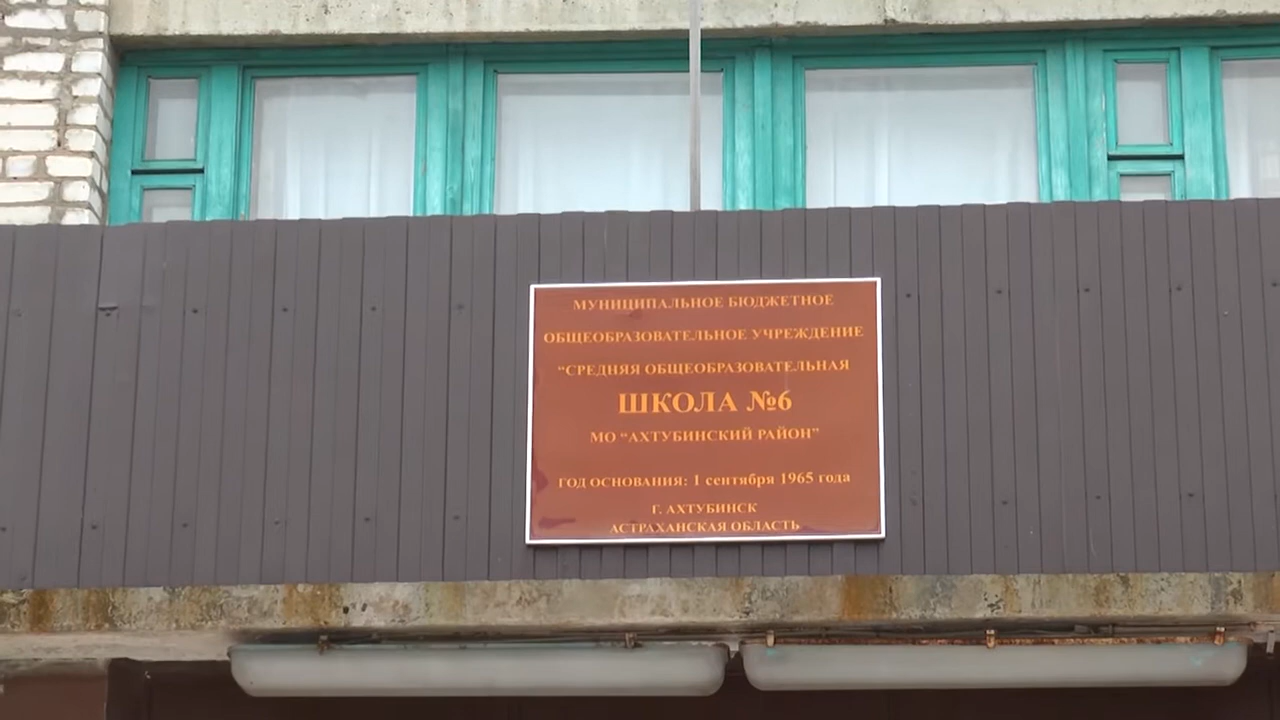 МУНИЦИПАЛЬНОЕ БЮДЖЕТНОЕ
ОБЩЕОБРАЗОВАТЕЛЬНОЕ УЧРЕЖДЕНИЕ
“СРЕДНЯЯ ОБЩЕОБРАЗОВАТЕЛЬНАЯ
ШКОЛА №6
МО “АХТУБИНСКИЙ РАЙОН”
ГОД ОСНОВАНИЯ: 1 сентября 1965 года
Г. АХТУБИНСК
АСТРАХАНСКАЯ ОБЛАСТЬ